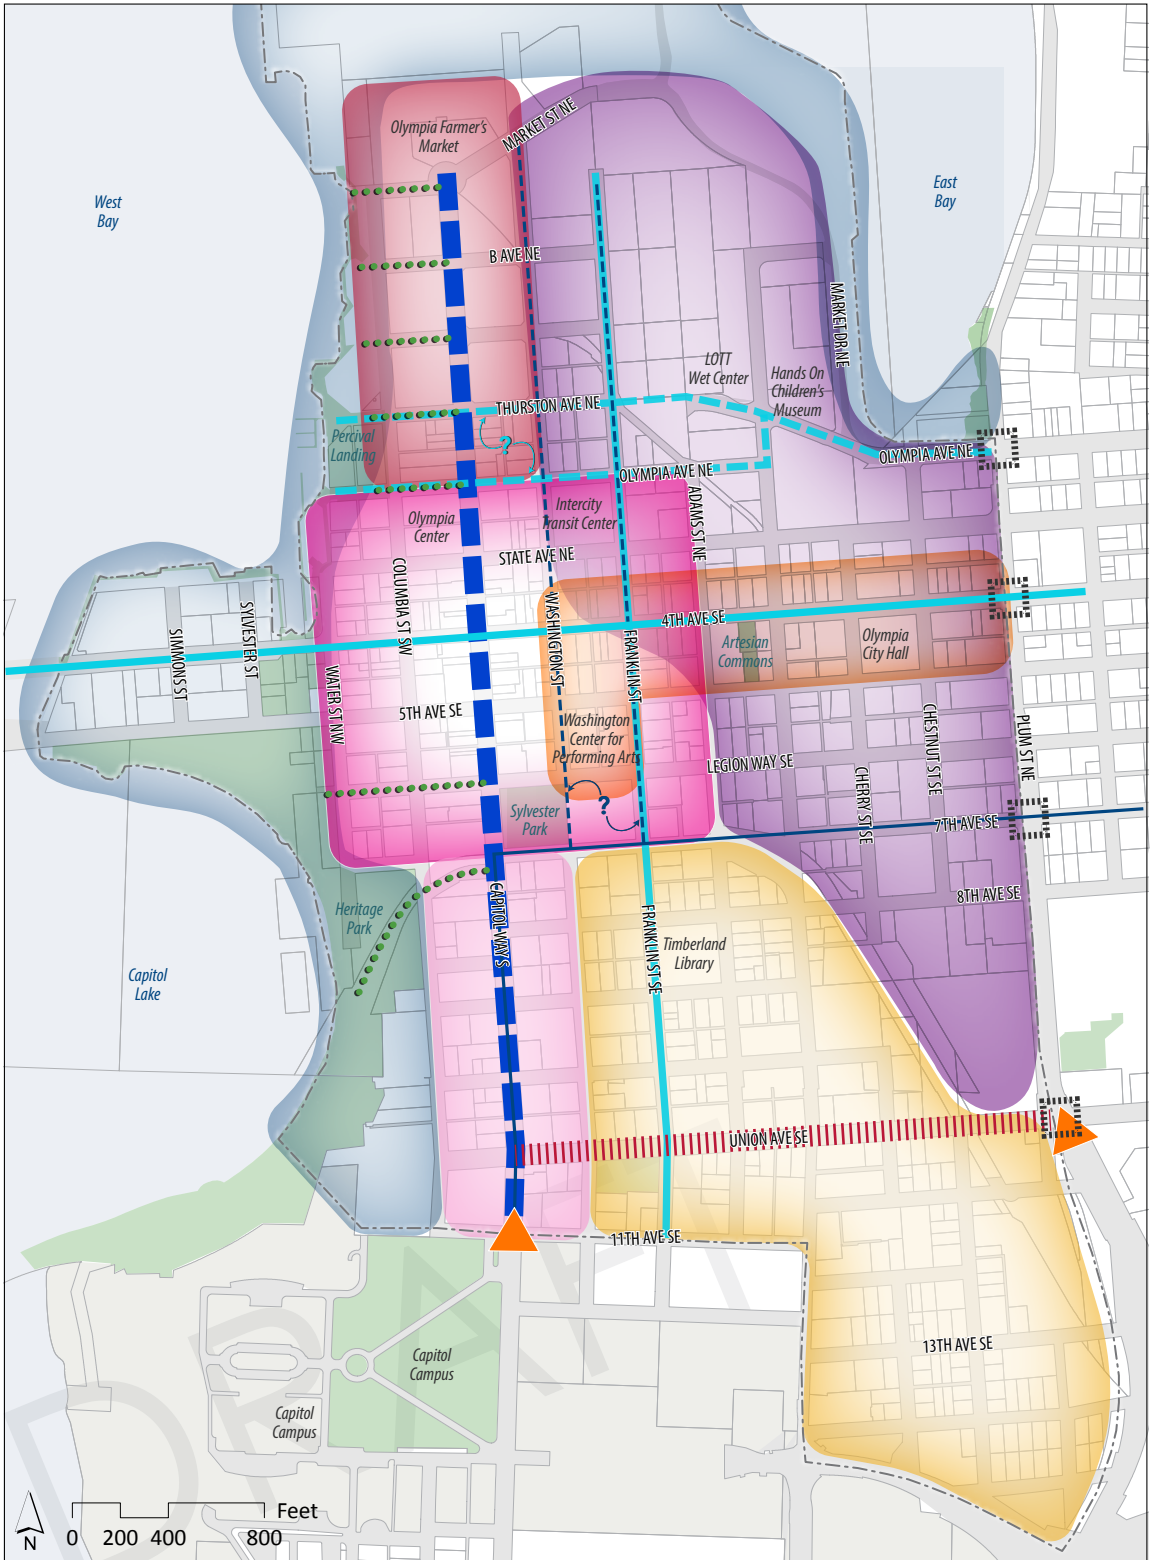 Olympia Farmer's
Market
MARKET ST NE
West
Bay
East
Bay
B AVE NE
MARKET DR NE
LOTT
Wet Center
Hands On
Children's
Museum
THURSTON AVE NE
Percival
Landing
?
OLYMPIA AVE NE
OLYMPIA AVE NE
Olympia
Center
Intercity
Transit Center
ADAMS ST NE
STATE AVE NE
COLUMBIA ST SW
SYLVESTER ST
SIMMONS ST
WASHINGTON ST
4TH AVE SE
FRANKLIN ST
Artesian
Commons
Olympia
City Hall
WATER ST NW
5TH AVE SE
Washington
Center for
Performing Arts
CHESTNUT ST SE
PLUM ST NE
LEGION WAY SE
CHERRY ST SE
Sylvester
Park
?
7TH AVE SE
8TH AVE SE
CAPITOL WAY S
Heritage
Park
FRANKLIN ST SE
Timberland
Library
Capitol
Lake
UNION AVE SE
11TH AVE SE
13TH AVE SE
Capitol
Campus
Capitol
Campus
DRAFT
N
0 200 400 800 Feet